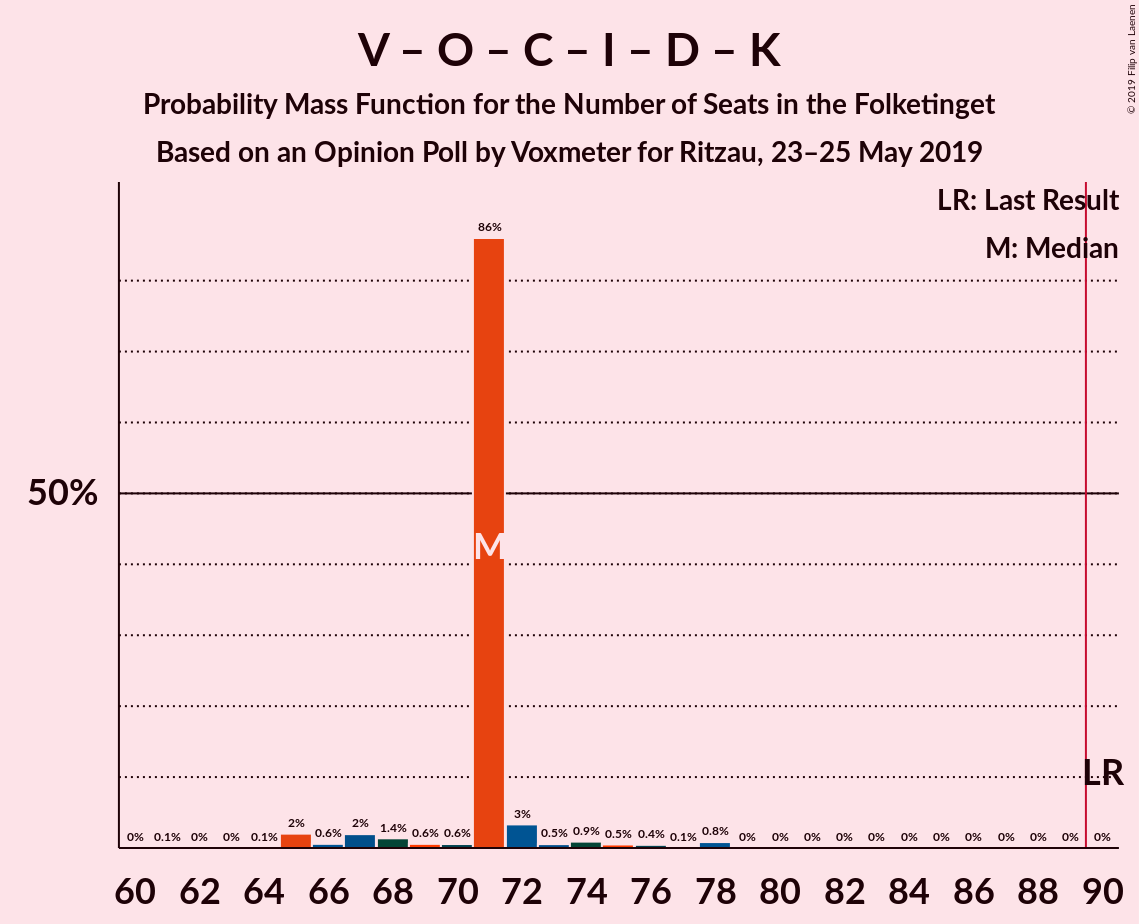 V – O – C – I – D – K
Probability Mass Function for the Number of Seats in the Folketinget
Based on an Opinion Poll by Voxmeter for Ritzau, 23–25 May 2019
© 2019 Filip van Laenen
LR: Last Result
M: Median
86%
50%
M
LR
0% 0.1% 0% 0% 0.1% 2% 0.6% 2% 1.4% 0.6% 0.6% 3% 0.5% 0.9% 0.5% 0.4% 0.1% 0.8% 0% 0% 0% 0% 0% 0% 0% 0% 0% 0% 0% 0%
60 62 64 66 68 70 72 74 76 78 80 82 84 86 88 90